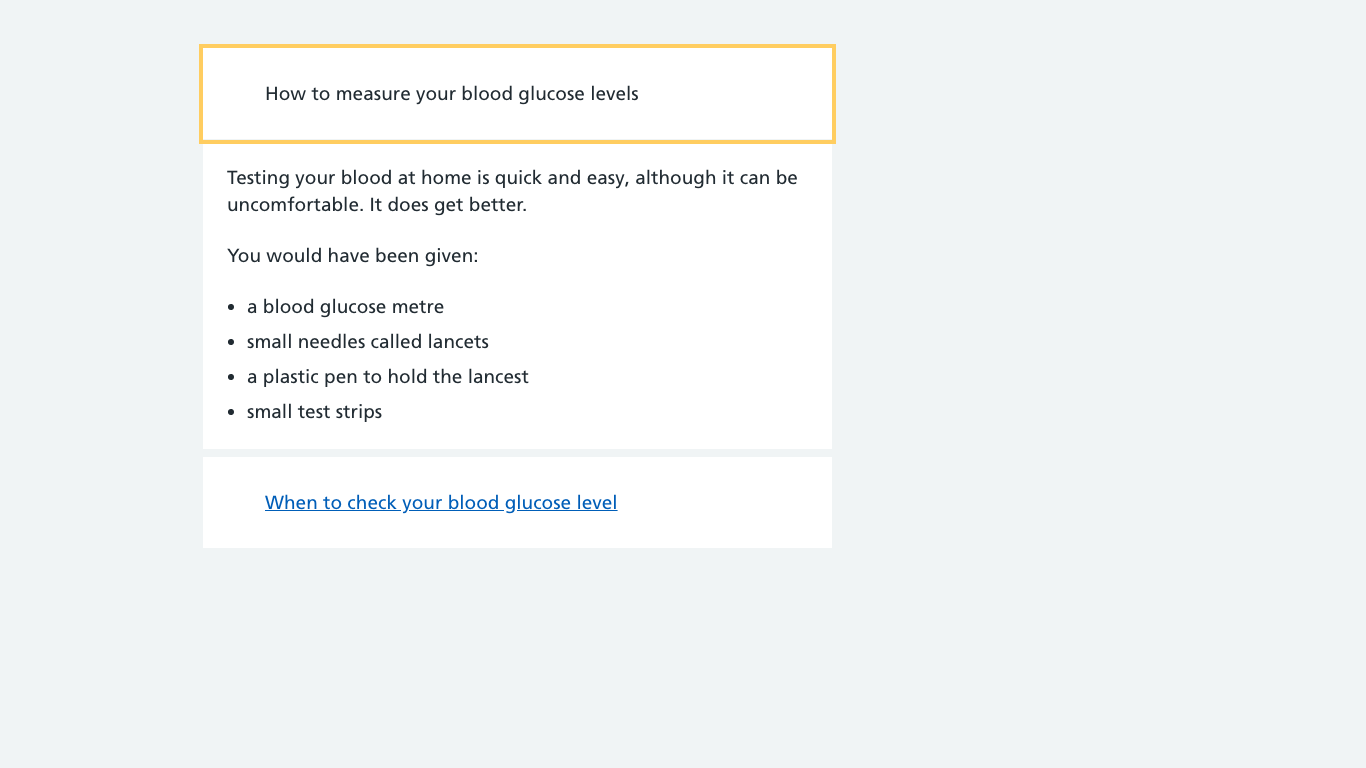 How to measure your blood glucose levels
Testing your blood at home is quick and easy, although it can be
uncomfortable. It does get better.
You would have been given:
• a blood glucose metre
• small needles called lancets
• a plastic pen to hold the lancest
• small test strips
When to check your blood glucose level